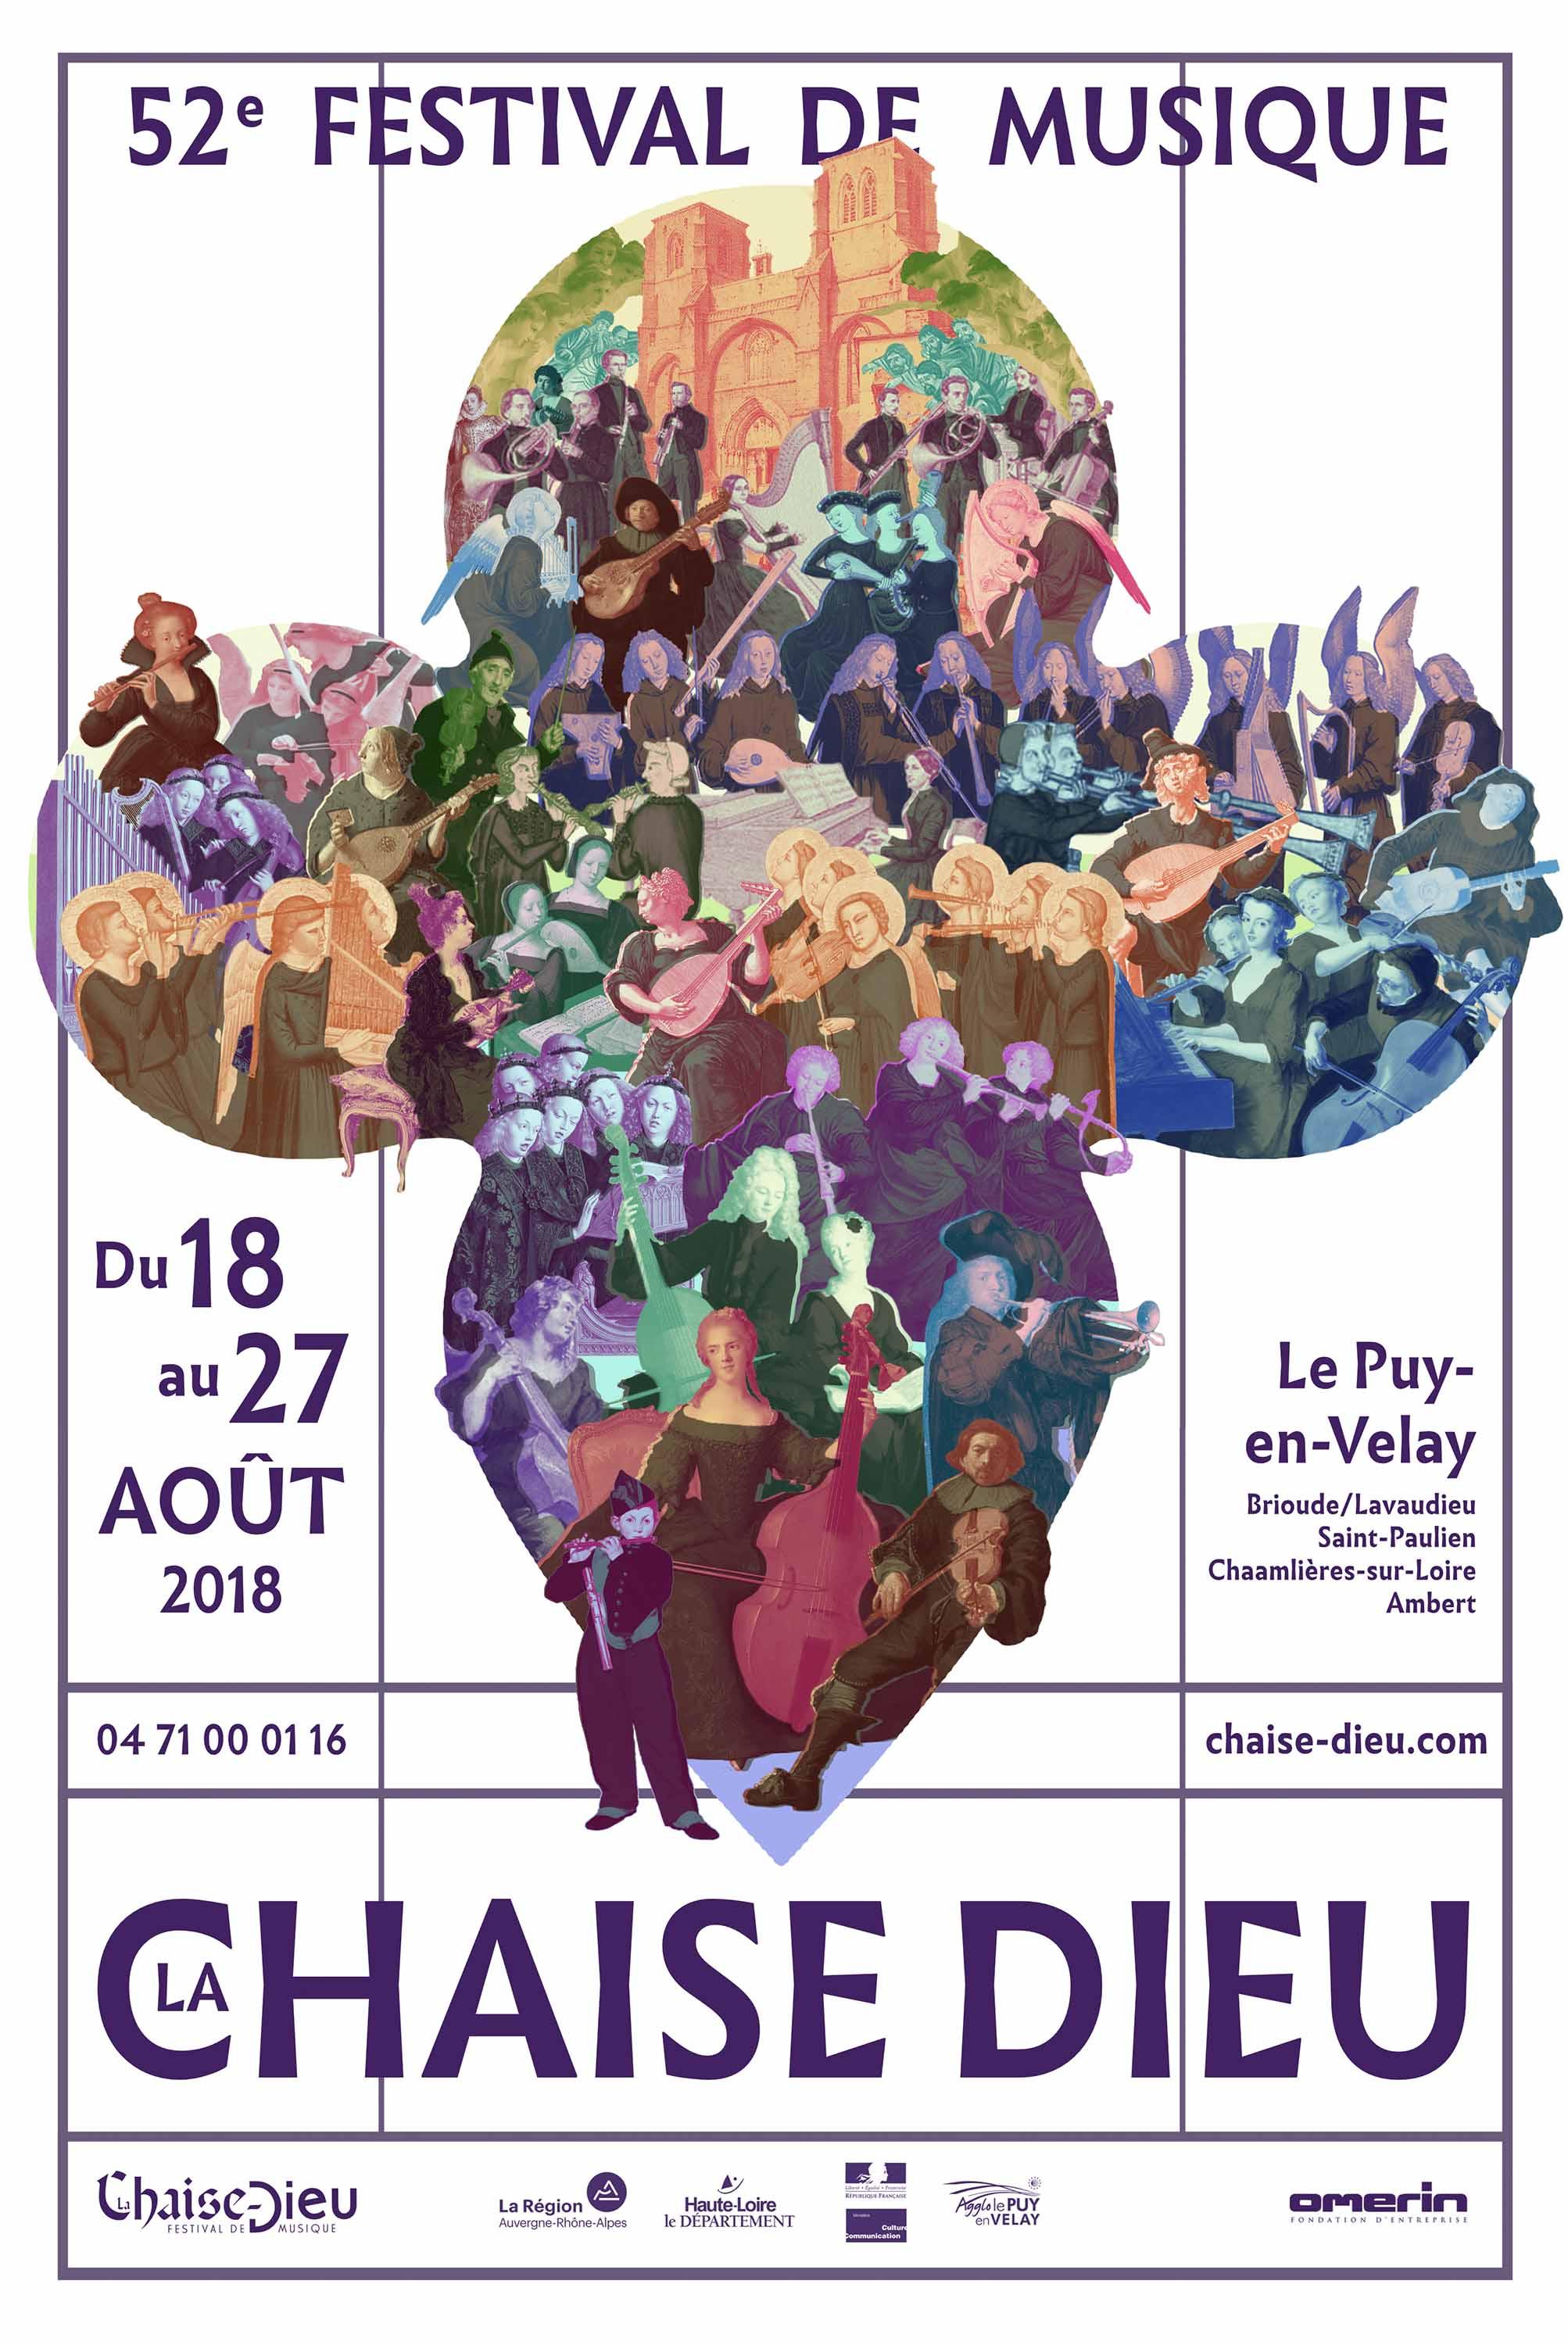 52e FESTIVAL DE MUSIQUE
Du 18
au 27
AOÛT
2018
Le Puy-
en-Velay
Brioude/Lavaudieu
Saint-Paulien
Chaamlières-sur-Loire
Ambert
04 71 00 01 16
chaise-dieu.com
LA CHAISE DIEU
La Chaise-Dieu
FESTIVAL DE MUSIQUE
La Région
Auvergne-Rhône-Alpes
Haute-Loire
le DÉPARTEMENT
Liberté • Égalité • Fraternité
RÉPUBLIQUE FRANÇAISE
Culture
Communication
Agglo le PUY
en VELAY
omerin
FONDATION D'ENTREPRISE